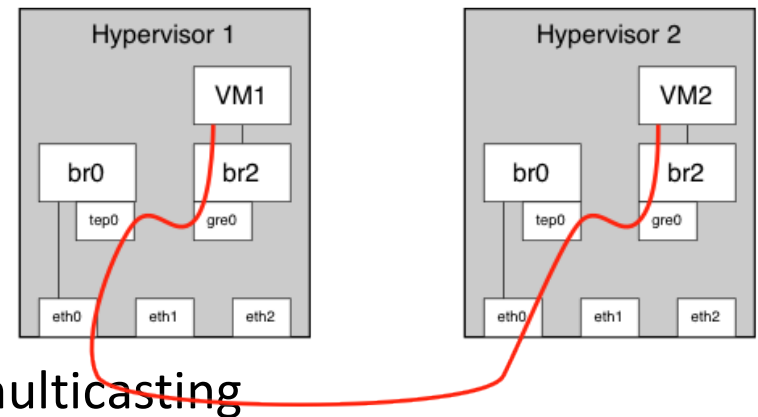 Hypervisor 1
VM1
br0
br2
tep0
gre0
eth0
eth1
eth2
Hypervisor 2
VM2
br0
br2
tep0
gre0
eth0
eth1
eth2